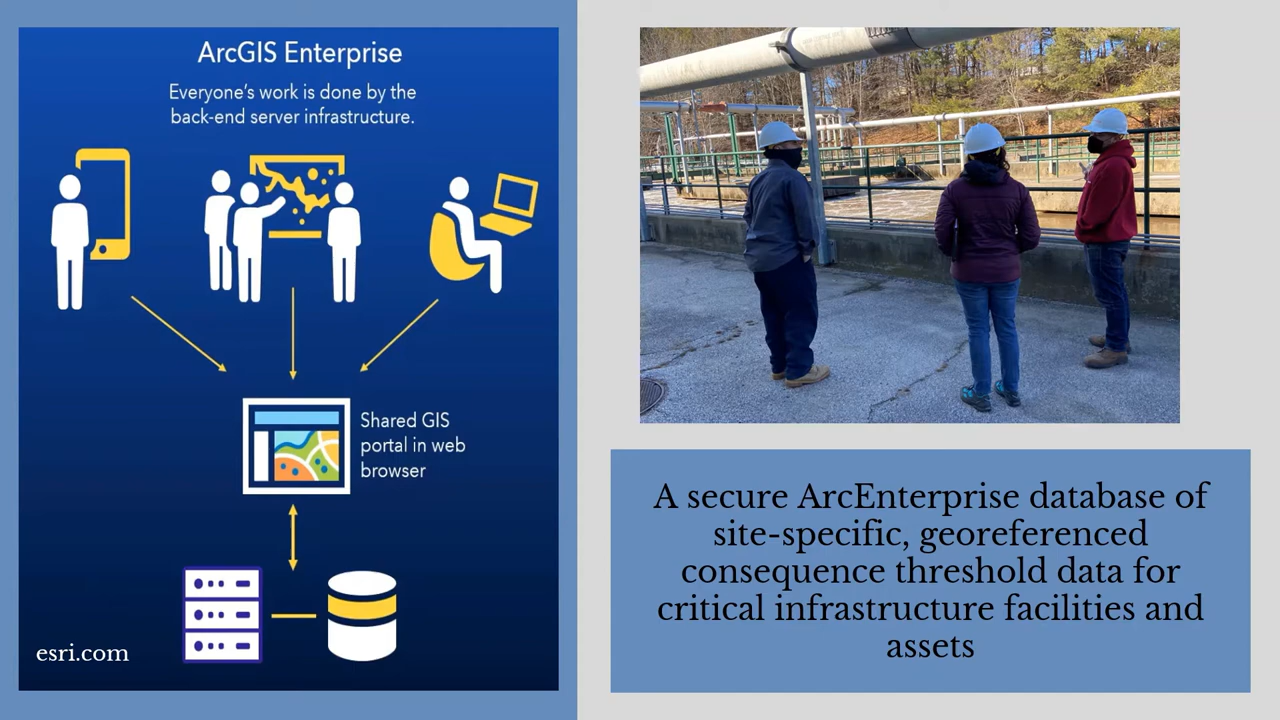 ArcGIS Enterprise
Everyone's work is done by the
back-end server infrastructure.
Shared GIS
portal in web
browser
esri.com
A secure ArcEnterprise database of
site-specific, georeferenced
consequence threshold data for
critical infrastructure facilities and
assets